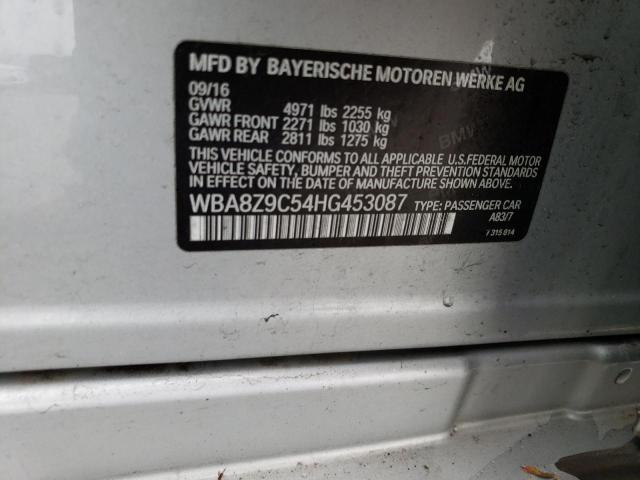 MFD BY BAYERISCHE MOTOREN WERKE AG
09/16
GVWR 4971 lbs 2255 kg
GAWR FRONT 2271 lbs 1030 kg
GAWR REAR 2811 lbs 1275 kg
THIS VEHICLE CONFORMS TO ALL APPLICABLE U.S.FEDERAL MOTOR
VEHICLE SAFETY, BUMPER, AND THEFT PREVENTION STANDARDS
IN EFFECT ON THE DATE OF MANUFACTURE SHOWN ABOVE.
WBA8Z9C54HG453087 TYPE: PASSENGER CAR
A83/7
7 315 814